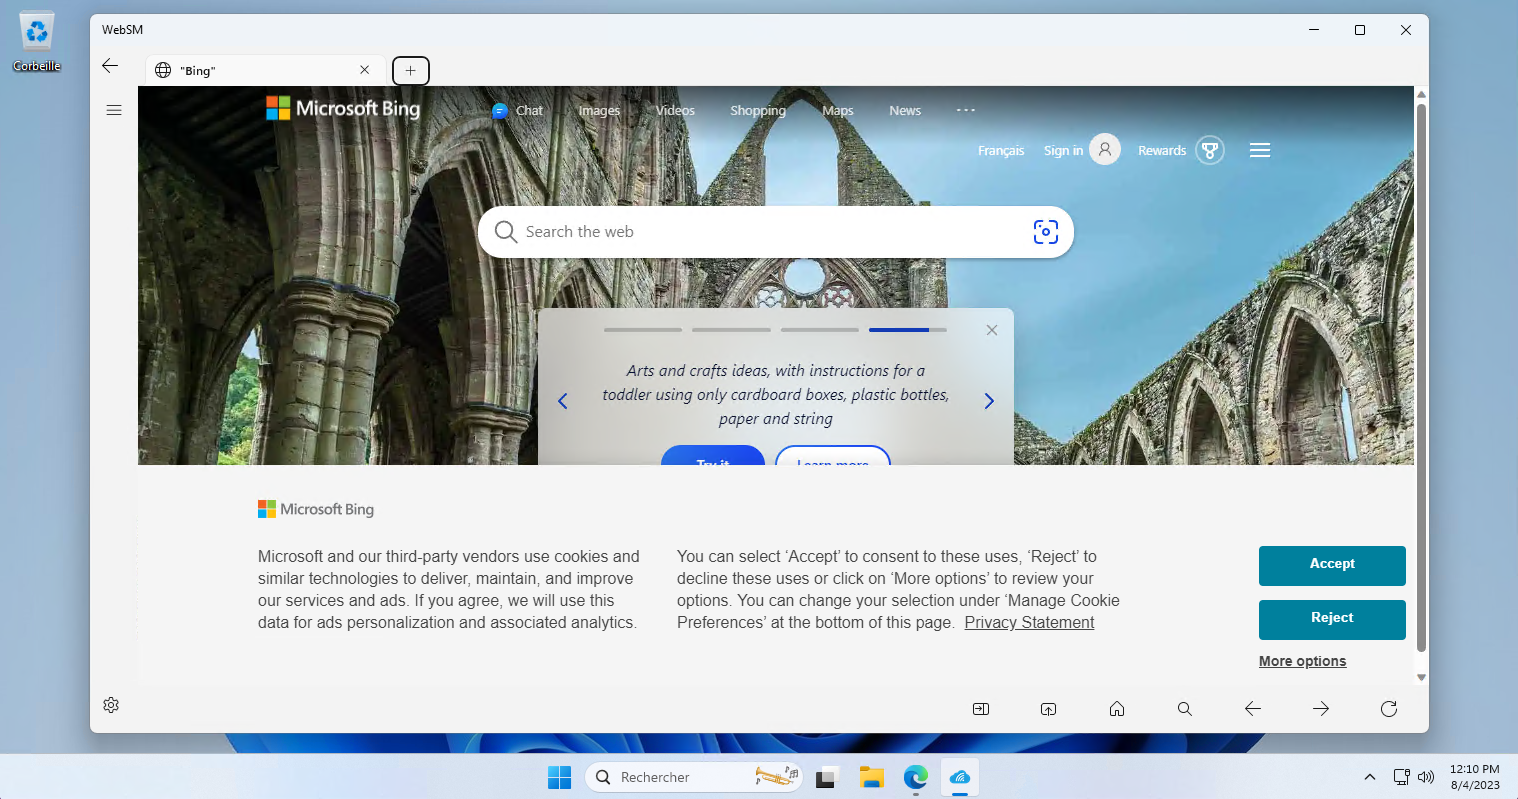 Corbeille
WebSM
"Bing"
Microsoft Bing
Chat
Images
Videos
Shopping
Maps
News
Français
Sign in
Rewards
Search the web
Arts and crafts ideas, with instructions for a
toddler using only cardboard boxes, plastic bottles,
paper and string
Try it
Learn more
Microsoft Bing
Microsoft and our third-party vendors use cookies and
similar technologies to deliver, maintain, and improve
our services and ads. If you agree, we will use this
data for ads personalization and associated analytics.
You can select ‘Accept’ to consent to these uses, ‘Reject’ to
decline these uses or click on ‘More options’ to review your
options. You can change your selection under ‘Manage Cookie
Preferences’ at the bottom of this page. Privacy Statement
Accept
Reject
More options
Rechercher
12:10 PM
8/4/2023